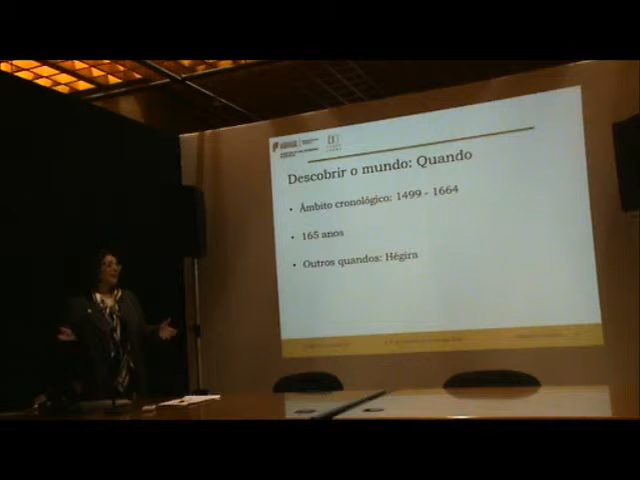 Descobrir o mundo: Quando
• Âmbito cronológico: 1499 - 1664
• 165 anos
• Outros quandos: Hégira